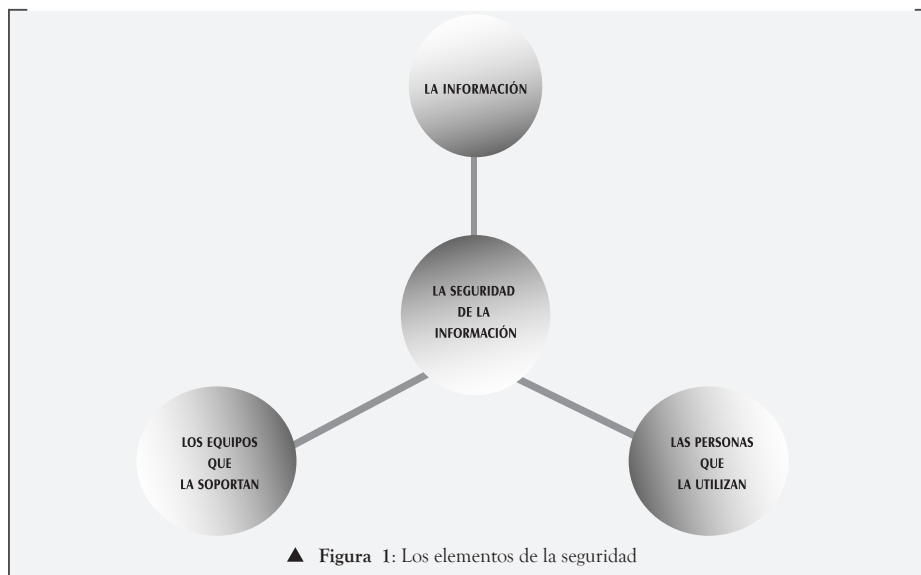 LA INFORMACIÓN
LA SEGURIDAD
DE LA
INFORMACIÓN
LOS EQUIPOS
QUE
LA SOPORTAN
LAS PERSONAS
QUE
LA UTILIZAN
▲ Figura 1: Los elementos de la seguridad